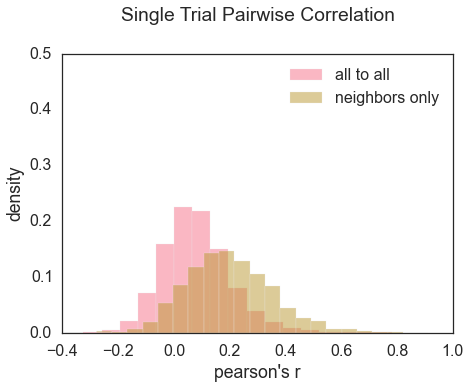 Single Trial Pairwise Correlation
0.5
0.4
0.3
0.2
0.1
0.0
density
all to all
neighbors only
−0.4 −0.2 0.0 0.2 0.4 0.6 0.8 1.0
pearson's r